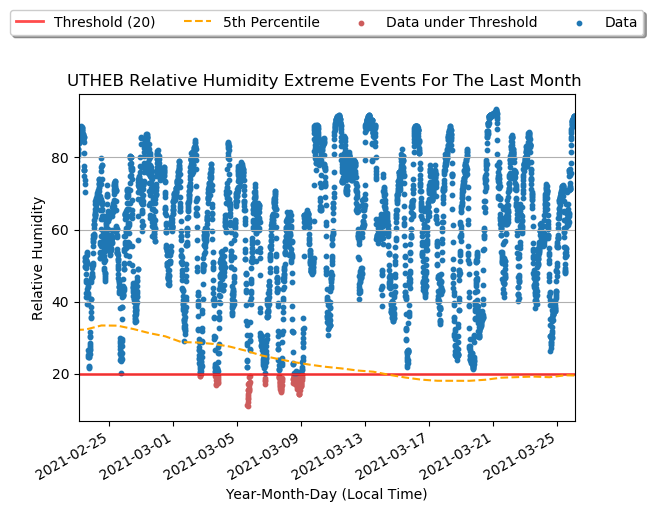 Threshold (20) 5th Percentile Data under Threshold Data
UTHEB Relative Humidity Extreme Events For The Last Month
Relative Humidity
80
60
40
20
2021-02-25 2021-03-01 2021-03-05 2021-03-09 2021-03-13 2021-03-17 2021-03-21 2021-03-25
Year-Month-Day (Local Time)